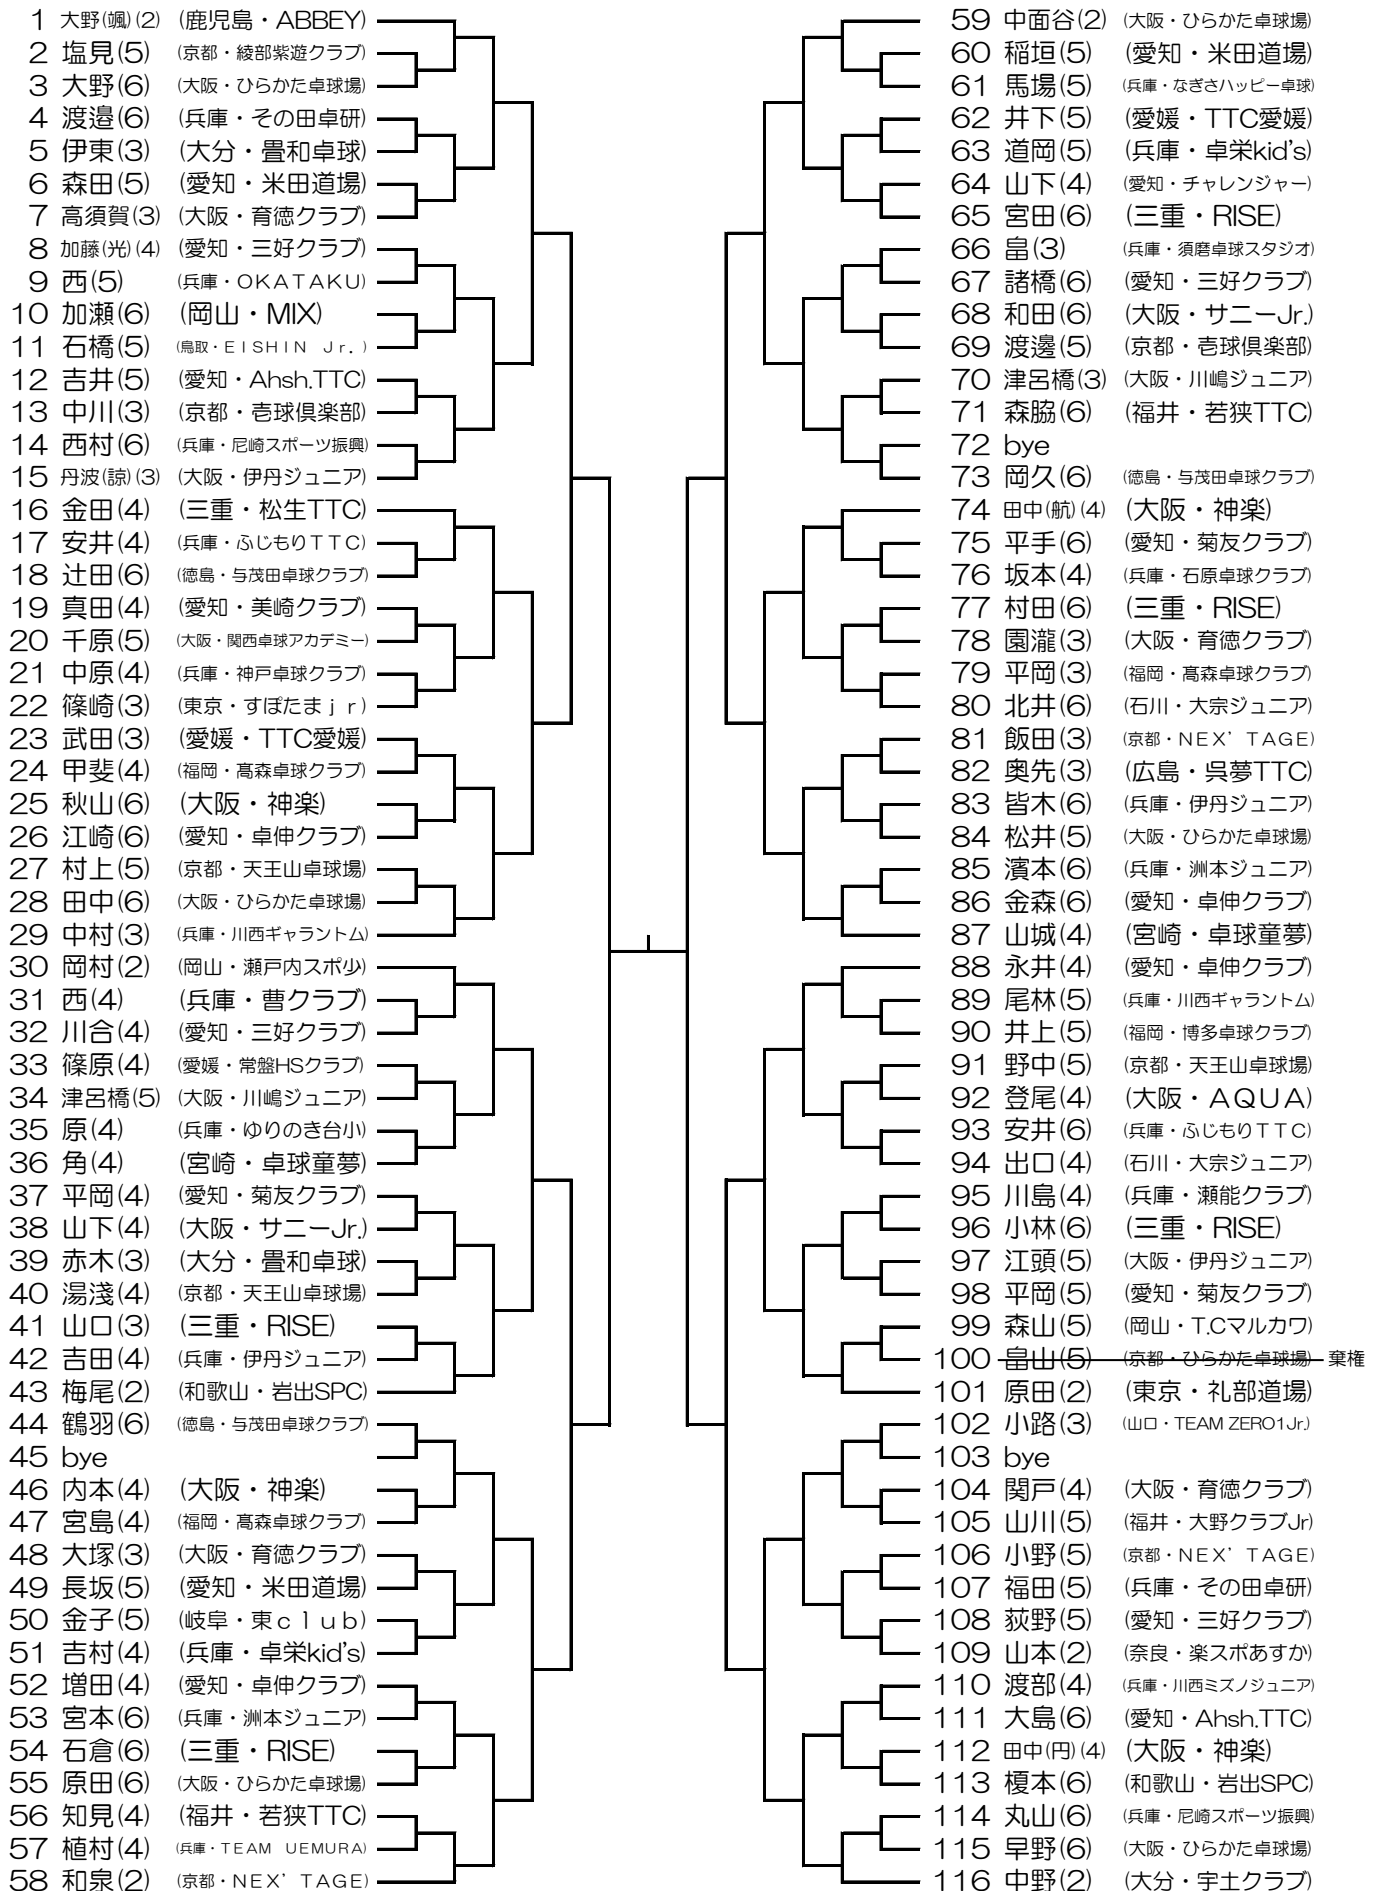 1 大野(颯)(2) (鹿児島・ABBEY)
2 塩見(5) (京都・綾部紫遊クラブ)
3 大野(6) (大阪・ひらかた卓球場)
4 渡邉(6) (兵庫・その田卓研)
5 伊東(3) (大分・畳和卓球)
6 森田(5) (愛知・米田道場)
7 高須賀(3) (大阪・育徳クラブ)
8 加藤(光)(4) (愛知・三好クラブ)
9 西(5) (兵庫・OKATAKU)
10 加瀬(6) (岡山・MIX)
11 石橋(5) (鳥取・EISHIN Jr.)
12 吉井(5) (愛知・Ahsh.TTC)
13 中川(3) (京都・壱球倶楽部)
14 西村(6) (兵庫・尼崎スポーツ振興)
15 丹波(諒)(3) (大阪・伊丹ジュニア)
16 金田(4) (三重・松生TTC)
17 安井(4) (兵庫・ふじもりTTC)
18 辻田(6) (徳島・与茂田卓球クラブ)
19 真田(4) (愛知・美崎クラブ)
20 千原(5) (大阪・関西卓球アカデミー)
21 中原(4) (兵庫・神戸卓球クラブ)
22 篠崎(3) (東京・すぽたまjr)
23 武田(3) (愛媛・TTC愛媛)
24 甲斐(4) (福岡・髙森卓球クラブ)
25 秋山(6) (大阪・神楽)
26 江崎(6) (愛知・卓伸クラブ)
27 村上(5) (京都・天王山卓球場)
28 田中(6) (大阪・ひらかた卓球場)
29 中村(3) (兵庫・川西ギャラントム)
30 岡村(2) (岡山・瀬戸内スポ少)
31 西(4) (兵庫・曹クラブ)
32 川合(4) (愛知・三好クラブ)
33 篠原(4) (愛媛・常盤HSクラブ)
34 津呂橋(5) (大阪・川嶋ジュニア)
35 原(4) (兵庫・ゆりのき台小)
36 角(4) (宮崎・卓球童夢)
37 平岡(4) (愛知・菊友クラブ)
38 山下(4) (大阪・サニーJr.)
39 赤木(3) (大分・畳和卓球)
40 湯淺(4) (京都・天王山卓球場)
41 山口(3) (三重・RISE)
42 吉田(4) (兵庫・伊丹ジュニア)
43 梅尾(2) (和歌山・岩出SPC)
44 鶴羽(6) (徳島・与茂田卓球クラブ)
45 bye
46 内本(4) (大阪・神楽)
47 宮島(4) (福岡・髙森卓球クラブ)
48 大塚(3) (大阪・育徳クラブ)
49 長坂(5) (愛知・米田道場)
50 金子(5) (岐阜・東club)
51 吉村(4) (兵庫・卓栄kid's)
52 増田(4) (愛知・卓伸クラブ)
53 宮本(6) (兵庫・洲本ジュニア)
54 石倉(6) (三重・RISE)
55 原田(6) (大阪・ひらかた卓球場)
56 知見(4) (福井・若狭TTC)
57 植村(4) (兵庫・TEAM UEMURA)
58 和泉(2) (京都・NEX'TAGE)
59 中面谷(2) (大阪・ひらかた卓球場)
60 稲垣(5) (愛知・米田道場)
61 馬場(5) (兵庫・なぎさハッピー卓球)
62 井下(5) (愛媛・TTC愛媛)
63 道岡(5) (兵庫・卓栄kid's)
64 山下(4) (愛知・チャレンジャー)
65 宮田(6) (三重・RISE)
66 畠(3) (兵庫・須磨卓球スタジオ)
67 諸橋(6) (愛知・三好クラブ)
68 和田(6) (大阪・サニーJr.)
69 渡邊(5) (京都・壱球倶楽部)
70 津呂橋(3) (大阪・川嶋ジュニア)
71 森脇(6) (福井・若狭TTC)
72 bye
73 岡久(6) (徳島・与茂田卓球クラブ)
74 田中(航)(4) (大阪・神楽)
75 平手(6) (愛知・菊友クラブ)
76 坂本(4) (兵庫・石原卓球クラブ)
77 村田(6) (三重・RISE)
78 園瀧(3) (大阪・育徳クラブ)
79 平岡(3) (福岡・髙森卓球クラブ)
80 北井(6) (石川・大宗ジュニア)
81 飯田(3) (京都・NEX'TAGE)
82 奥先(3) (広島・呉夢TTC)
83 皆木(6) (兵庫・伊丹ジュニア)
84 松井(5) (大阪・ひらかた卓球場)
85 濱本(6) (兵庫・洲本ジュニア)
86 金森(6) (愛知・卓伸クラブ)
87 山城(4) (宮崎・卓球童夢)
88 永井(4) (愛知・卓伸クラブ)
89 尾林(5) (兵庫・川西ギャラントム)
90 井上(5) (福岡・博多卓球クラブ)
91 野中(5) (京都・天王山卓球場)
92 登尾(4) (大阪・AQUA)
93 安井(6) (兵庫・ふじもりTTC)
94 出口(4) (石川・大宗ジュニア)
95 川島(4) (兵庫・瀬能クラブ)
96 小林(6) (三重・RISE)
97 江頭(5) (大阪・伊丹ジュニア)
98 平岡(5) (愛知・菊友クラブ)
99 森山(5) (岡山・T.Cマルカワ)
100 畠山(5) (京都・ひらかた卓球場) 棄権
101 原田(2) (東京・礼部道場)
102 小路(3) (山口・TEAM ZERO1Jr.)
103 bye
104 関戸(4) (大阪・育徳クラブ)
105 山川(5) (福井・大野クラブJr)
106 小野(5) (京都・NEX'TAGE)
107 福田(5) (兵庫・その田卓研)
108 荻野(5) (愛知・三好クラブ)
109 山本(2) (奈良・楽スポあすか)
110 渡部(4) (兵庫・川西ミズノジュニア)
111 大島(6) (愛知・Ahsh.TTC)
112 田中(円)(4) (大阪・神楽)
113 榎本(6) (和歌山・岩出SPC)
114 丸山(6) (兵庫・尼崎スポーツ振興)
115 早野(6) (大阪・ひらかた卓球場)
116 中野(2) (大分・宇土クラブ)